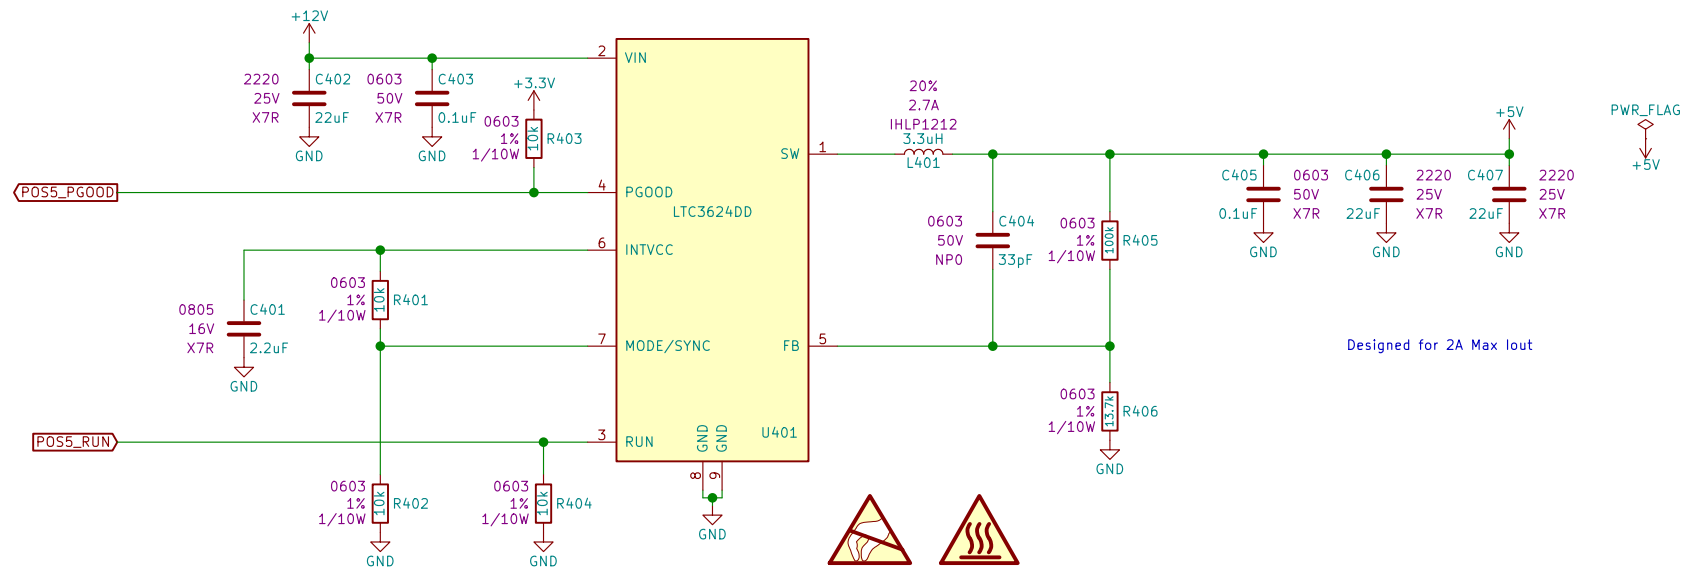 +12V
2220
25V
X7R
C402
22uF
GND
0603
50V
X7R
C403
0.1uF
GND
+3.3V
0603
1%
1/10W
10k
R403
POS5_PGOOD
0805
16V
X7R
C401
2.2uF
GND
0603
1%
1/10W
10k
R401
POS5_RUN
0603
1%
1/10W
10k
R402
GND
0603
1%
1/10W
10k
R404
GND
2
VIN
4
PGOOD
6
INTVCC
7
MODE/SYNC
3
RUN
LTC3624DD
SW
1
FB
5
U401
GND
GND
8
9
GND
20%
2.7A
IHLP1212
3.3uH
L401
0603
50V
NP0
C404
33pF
0603
1%
1/10W
100k
R405
0603
1%
1/10W
13.7k
R406
GND
C405
0.1uF
0603
50V
X7R
GND
C406
22uF
2220
25V
X7R
GND
+5V
C407
22uF
2220
25V
X7R
GND
PWR_FLAG
+5V
Designed for 2A Max Iout